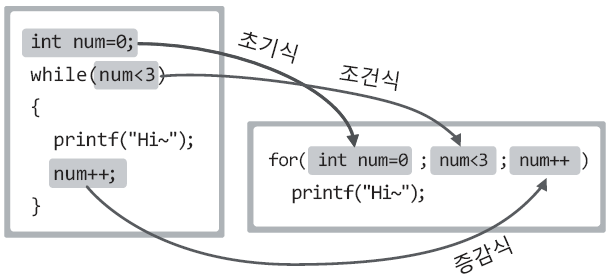 int num=0;
while(num<3)
{
printf("Hi~");
num++;
}
초기식
조건식
for( int num=0 ; num<3 ; num++ )
printf("Hi~");
증감식